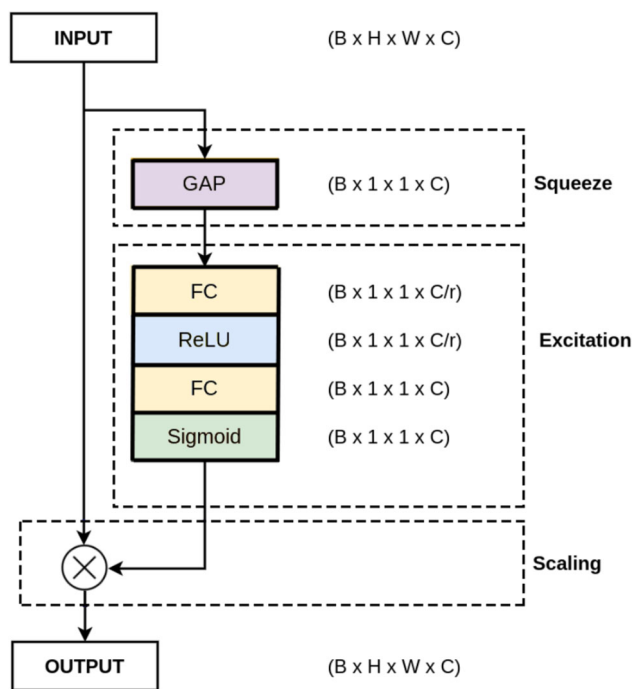 INPUT (B x H x W x C)
GAP (B x 1 x 1 x C) Squeeze
FC (B x 1 x 1 x C/r)
ReLU (B x 1 x 1 x C/r) Excitation
FC (B x 1 x 1 x C)
Sigmoid (B x 1 x 1 x C)
Scaling
OUTPUT (B x H x W x C)